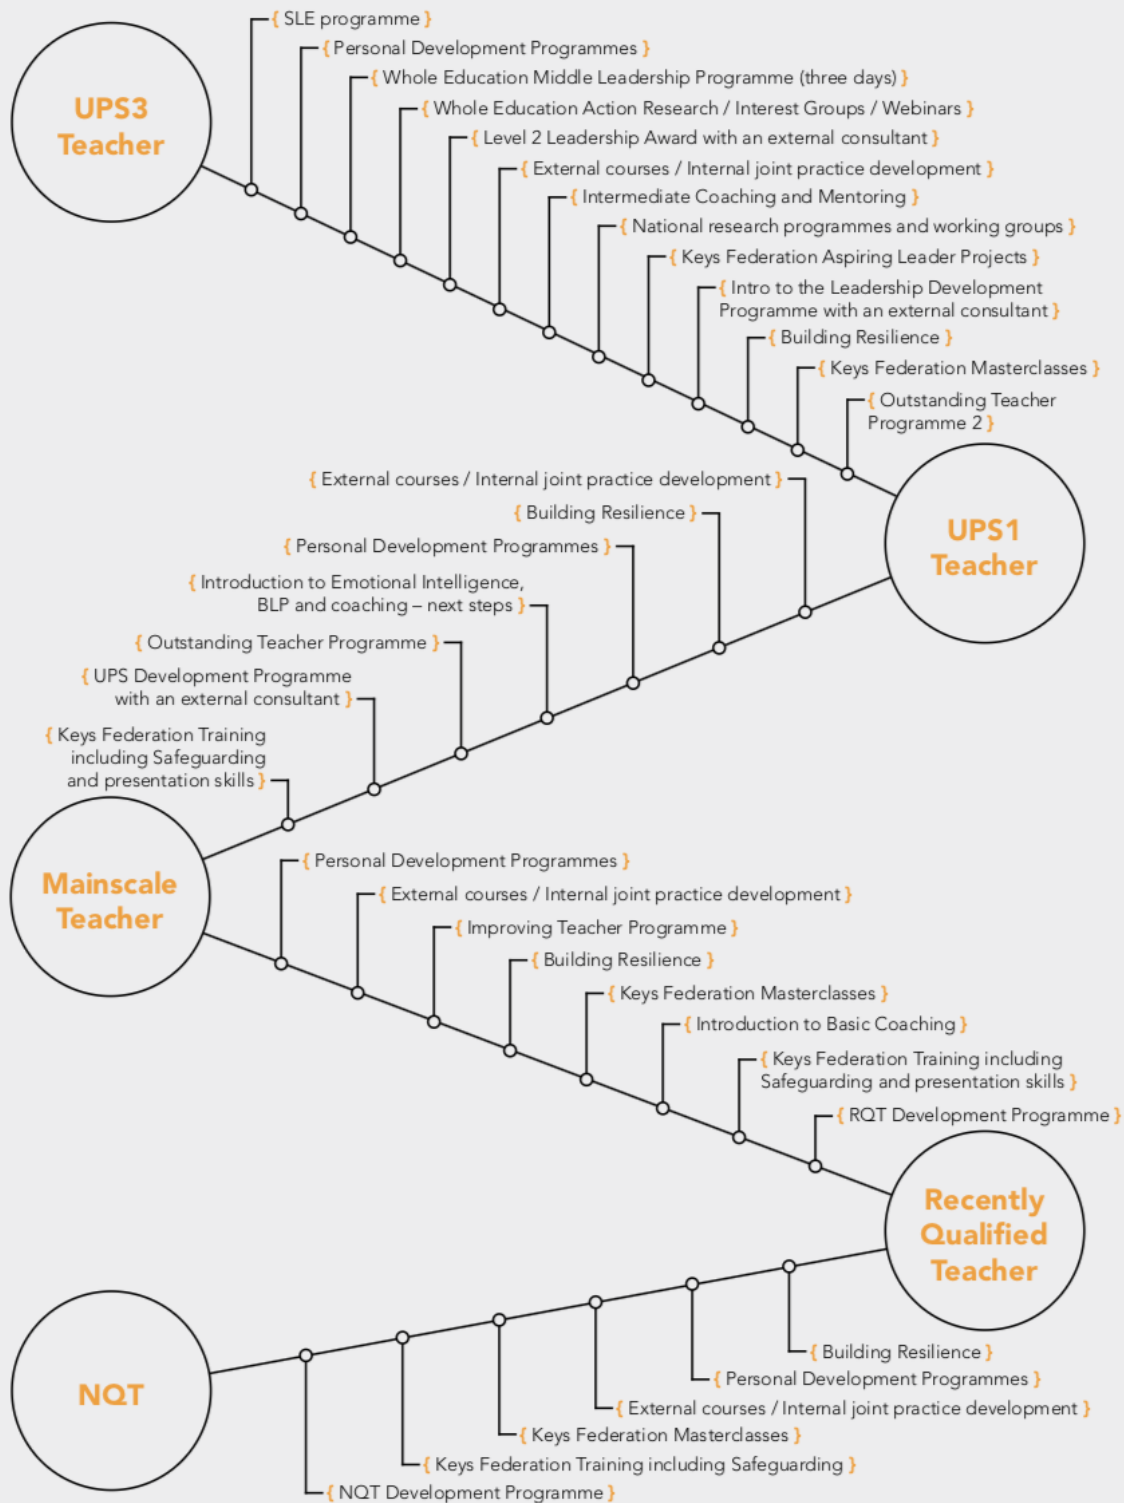 { SLE programme }
{ Personal Development Programmes }
{ Whole Education Middle Leadership Programme (three days) }
UPS3
Teacher
{ Whole Education Action Research / Interest Groups / Webinars }
{ Level 2 Leadership Award with an external consultant }
{ External courses / Internal joint practice development }
{ Intermediate Coaching and Mentoring }
{ National research programmes and working groups }
{ Keys Federation Aspiring Leader Projects }
{ Intro to the Leadership Development
Programme with an external consultant }
{ Building Resilience }
{ Keys Federation Masterclasses }
{ Outstanding Teacher
Programme 2 }
UPS1
Teacher
{ External courses / Internal joint practice development }
{ Building Resilience }
{ Personal Development Programmes }
{ Introduction to Emotional Intelligence,
BLP and coaching – next steps }
{ Outstanding Teacher Programme }
{ UPS Development Programme
with an external consultant }
{ Keys Federation Training
including Safeguarding
and presentation skills }
Mainscale
Teacher
{ Personal Development Programmes }
{ External courses / Internal joint practice development }
{ Improving Teacher Programme }
{ Building Resilience }
{ Keys Federation Masterclasses }
{ Introduction to Basic Coaching }
{ Keys Federation Training including
Safeguarding and presentation skills }
{ RQT Development Programme }
Recently
Qualified
Teacher
{ Building Resilience }
{ Personal Development Programmes }
{ External courses / Internal joint practice development }
{ Keys Federation Masterclasses }
{ Keys Federation Training including Safeguarding }
{ NQT Development Programme }
NQT